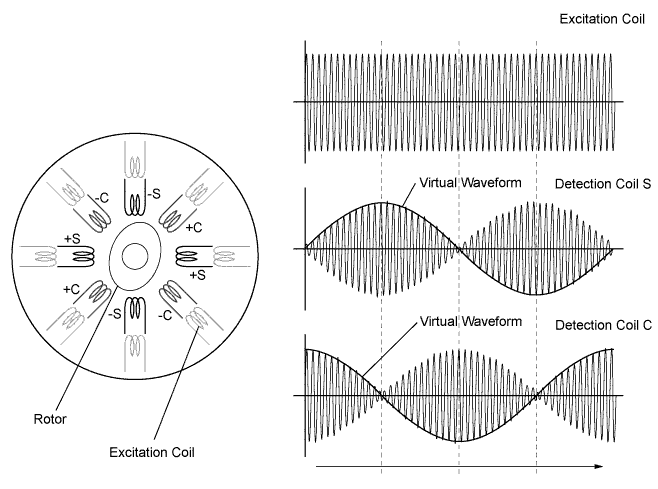 Excitation Coil
Virtual Waveform
Detection Coil S
-C
-S
+C
+S
+S
+C
-S
-C
Virtual Waveform
Detection Coil C
Rotor
Excitation Coil